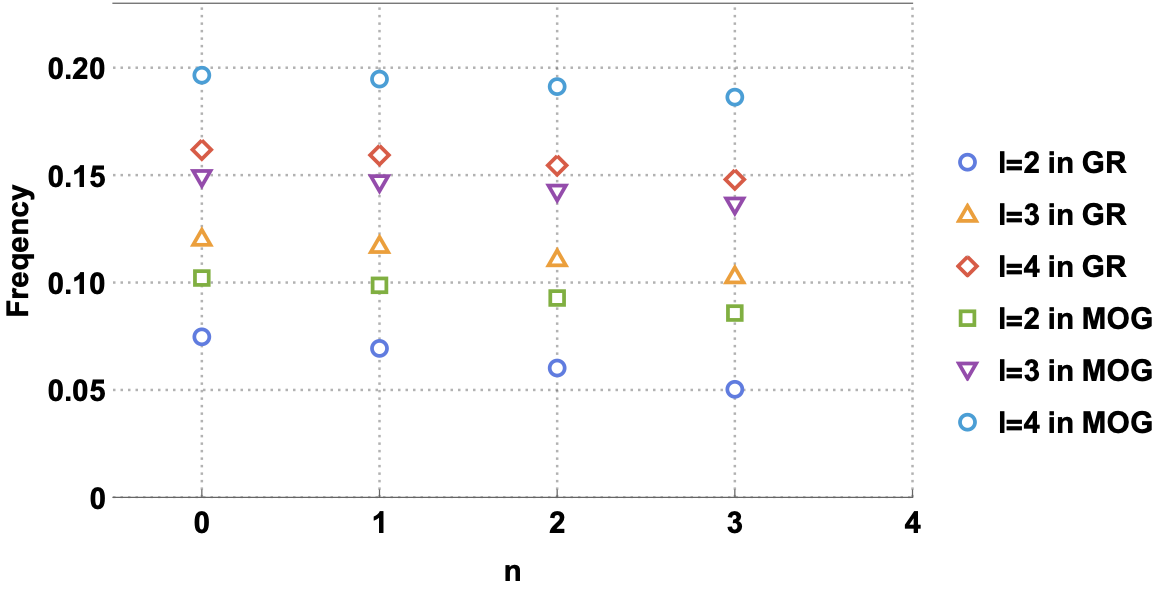 Freqency
0.20
0.15
0.10
0.05
0
0 1 2 3 4
n
l=2 in GR
l=3 in GR
l=4 in GR
l=2 in MOG
l=3 in MOG
l=4 in MOG